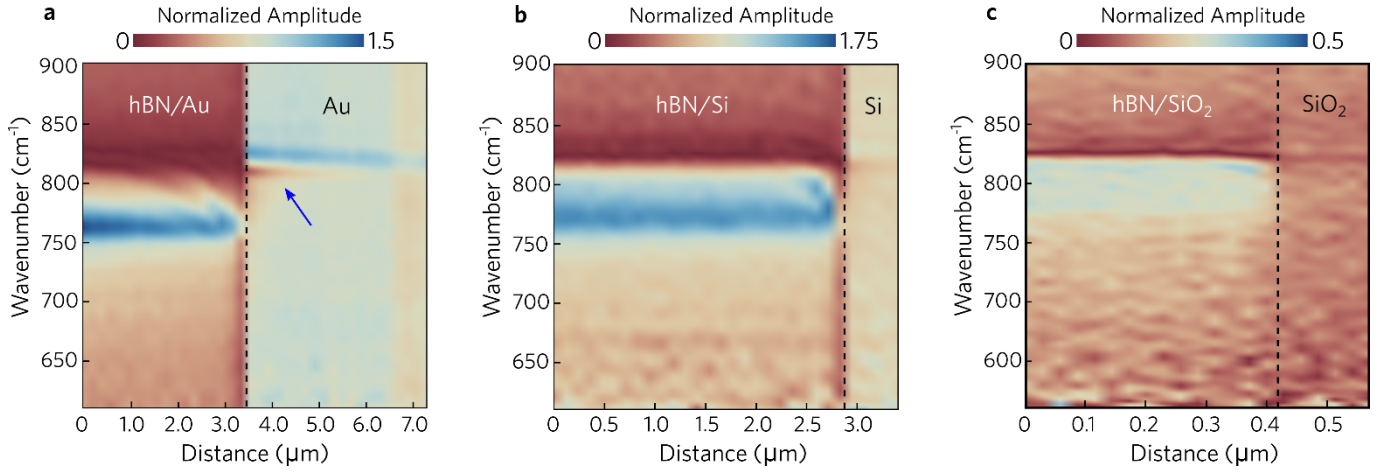 a
Normalized Amplitude
0 1.5
hBN/Au Au
900
850
800
750
700
650
Wavenumber (cm⁻¹)
0 1.0 2.0 3.0 4.0 5.0 6.0 7.0
Distance (μm)
b
Normalized Amplitude
0 1.75
hBN/Si Si
900
850
800
750
700
650
Wavenumber (cm⁻¹)
0 0.5 1.0 1.5 2.0 2.5 3.0
Distance (μm)
c
Normalized Amplitude
0 0.5
hBN/SiO₂ SiO₂
900
850
800
750
700
650
600
Wavenumber (cm⁻¹)
0 0.1 0.2 0.3 0.4 0.5
Distance (μm)